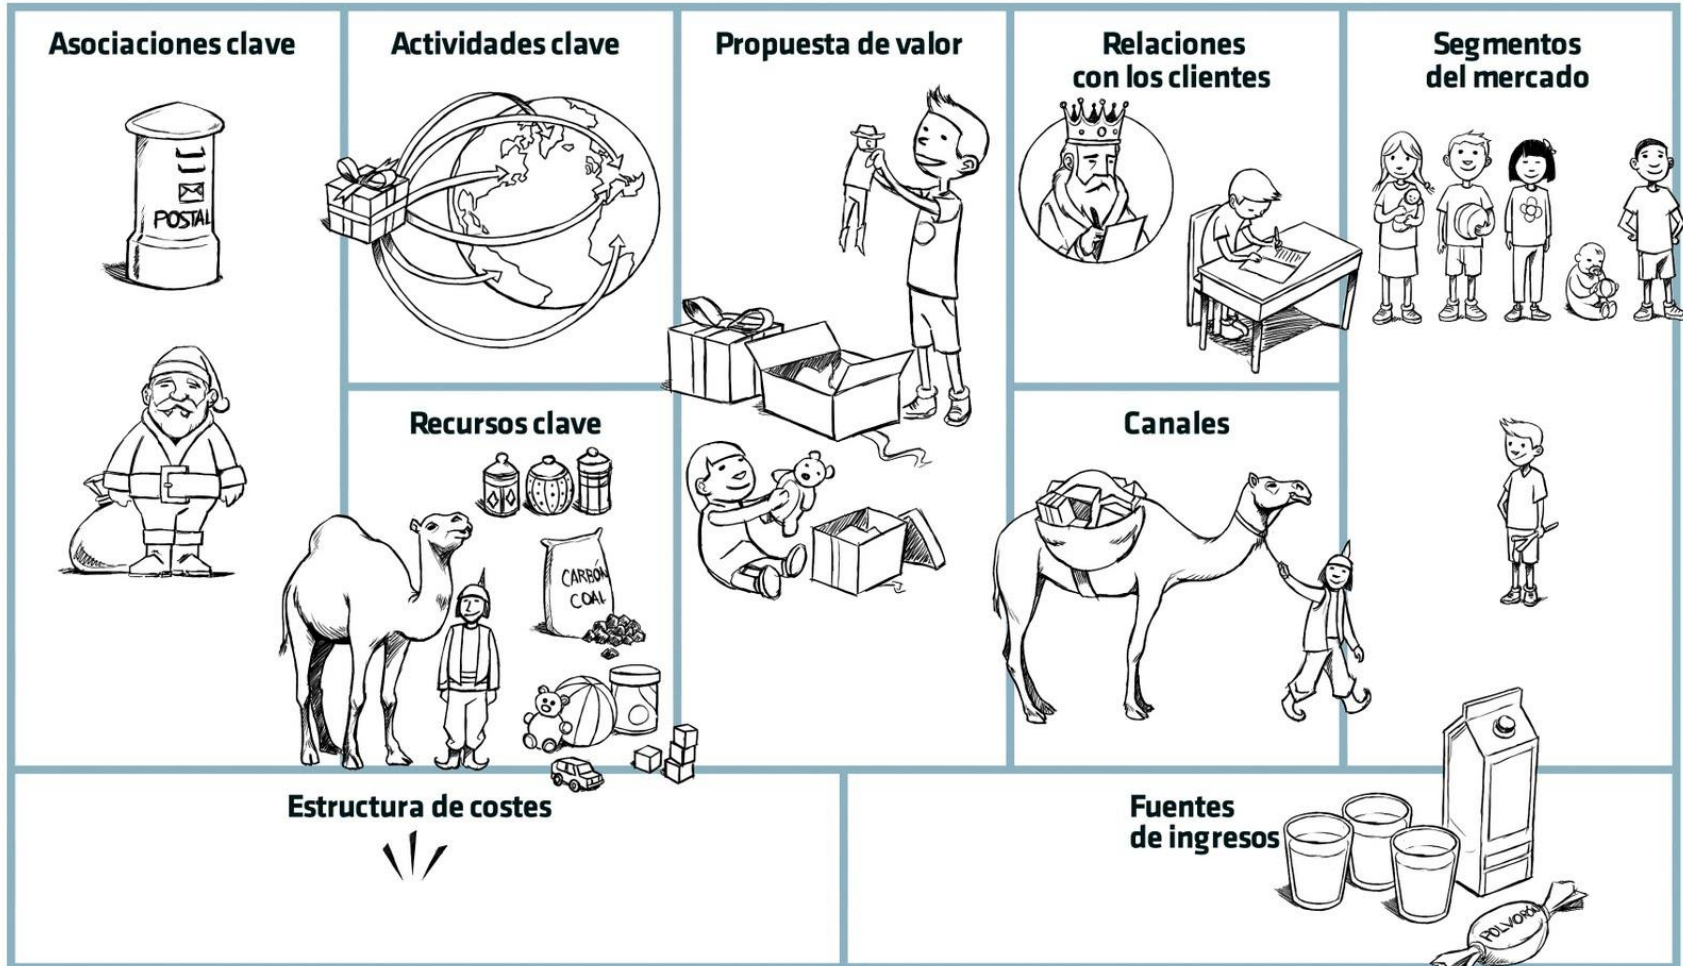 Asociaciones clave
POSTAL
Actividades clave
Recursos clave
CARBÓN
COAL
Propuesta de valor
Relaciones
con los clientes
Canales
Segmentos
del mercado
Estructura de costes
Fuentes
de ingresos
POLVORÓN